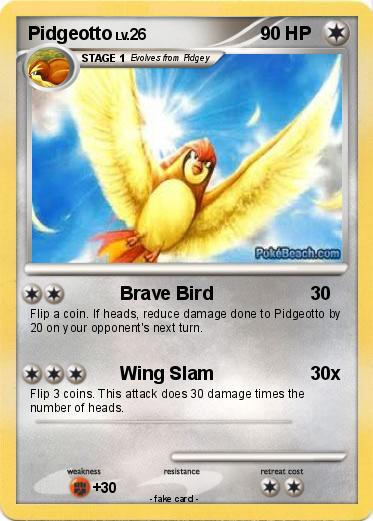 Pidgeotto LV.26 90 HP
STAGE 1 Evolves from Pidgey
PokéBeach.com
Brave Bird 30
Flip a coin. If heads, reduce damage done to Pidgeotto by
20 on your opponent's next turn.
Wing Slam 30x
Flip 3 coins. This attack does 30 damage times the
number of heads.
weakness resistance retreat cost
+30
- fake card -